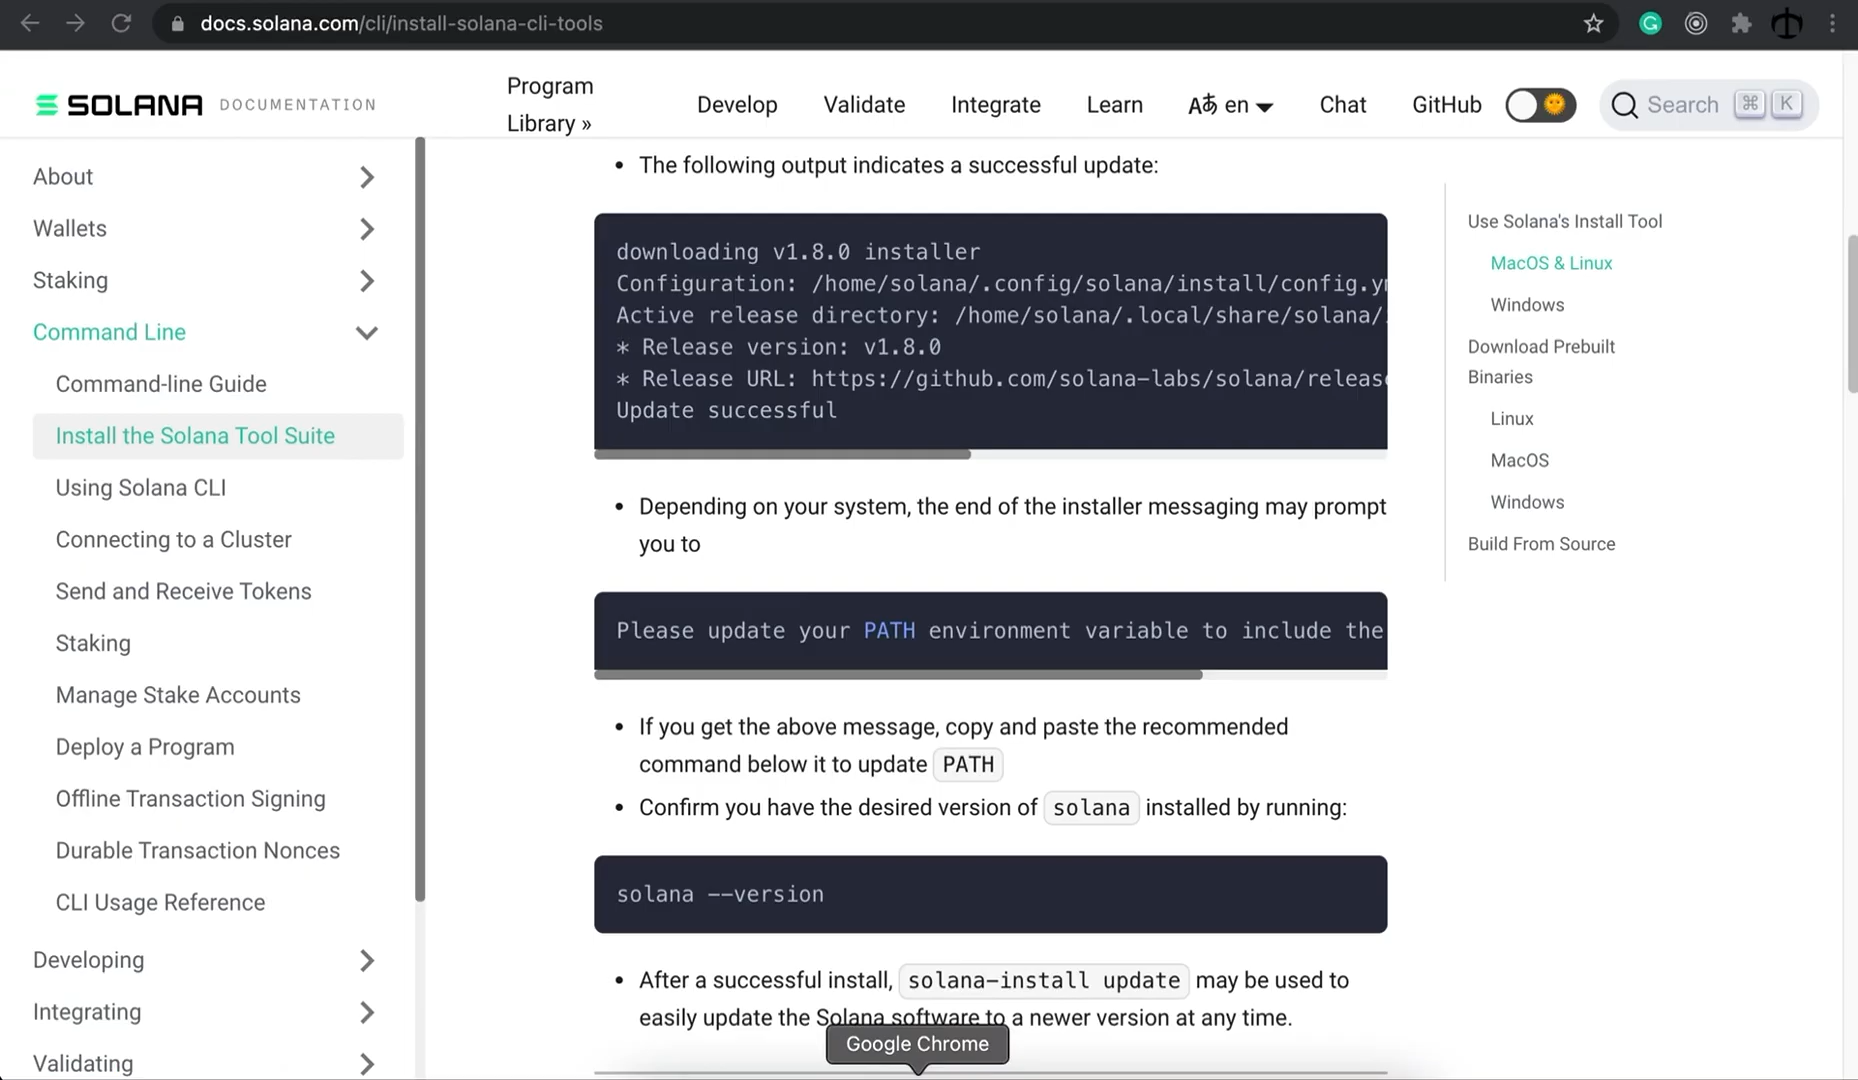 docs.solana.com/cli/install-solana-cli-tools
SOLANA DOCUMENTATION
Program
Library »
Develop
Validate
Integrate
Learn
Aあ en
Chat
GitHub
Search ⌘ K
About
Wallets
Staking
Command Line
Command-line Guide
Install the Solana Tool Suite
Using Solana CLI
Connecting to a Cluster
Send and Receive Tokens
Staking
Manage Stake Accounts
Deploy a Program
Offline Transaction Signing
Durable Transaction Nonces
CLI Usage Reference
Developing
Integrating
Validating
• The following output indicates a successful update:
downloading v1.8.0 installer
Configuration: /home/solana/.config/solana/install/config.y
Active release directory: /home/solana/.local/share/solana/
* Release version: v1.8.0
* Release URL: https://github.com/solana-labs/solana/releas
Update successful
• Depending on your system, the end of the installer messaging may prompt
you to
Please update your PATH environment variable to include the
• If you get the above message, copy and paste the recommended
command below it to update PATH
• Confirm you have the desired version of solana installed by running:
solana --version
• After a successful install, solana-install update may be used to
easily update the Solana software to a newer version at any time.
Google Chrome
Use Solana's Install Tool
MacOS & Linux
Windows
Download Prebuilt
Binaries
Linux
MacOS
Windows
Build From Source